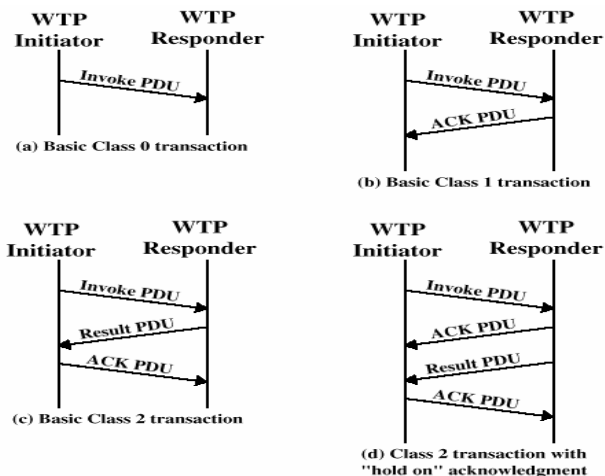 WTP
Initiator
WTP
Responder
Invoke PDU
(a) Basic Class 0 transaction
WTP
Initiator
WTP
Responder
Invoke PDU
ACK PDU
(b) Basic Class 1 transaction
WTP
Initiator
WTP
Responder
Invoke PDU
Result PDU
ACK PDU
(c) Basic Class 2 transaction
WTP
Initiator
WTP
Responder
Invoke PDU
ACK PDU
Result PDU
ACK PDU
(d) Class 2 transaction with
"hold on" acknowledgment